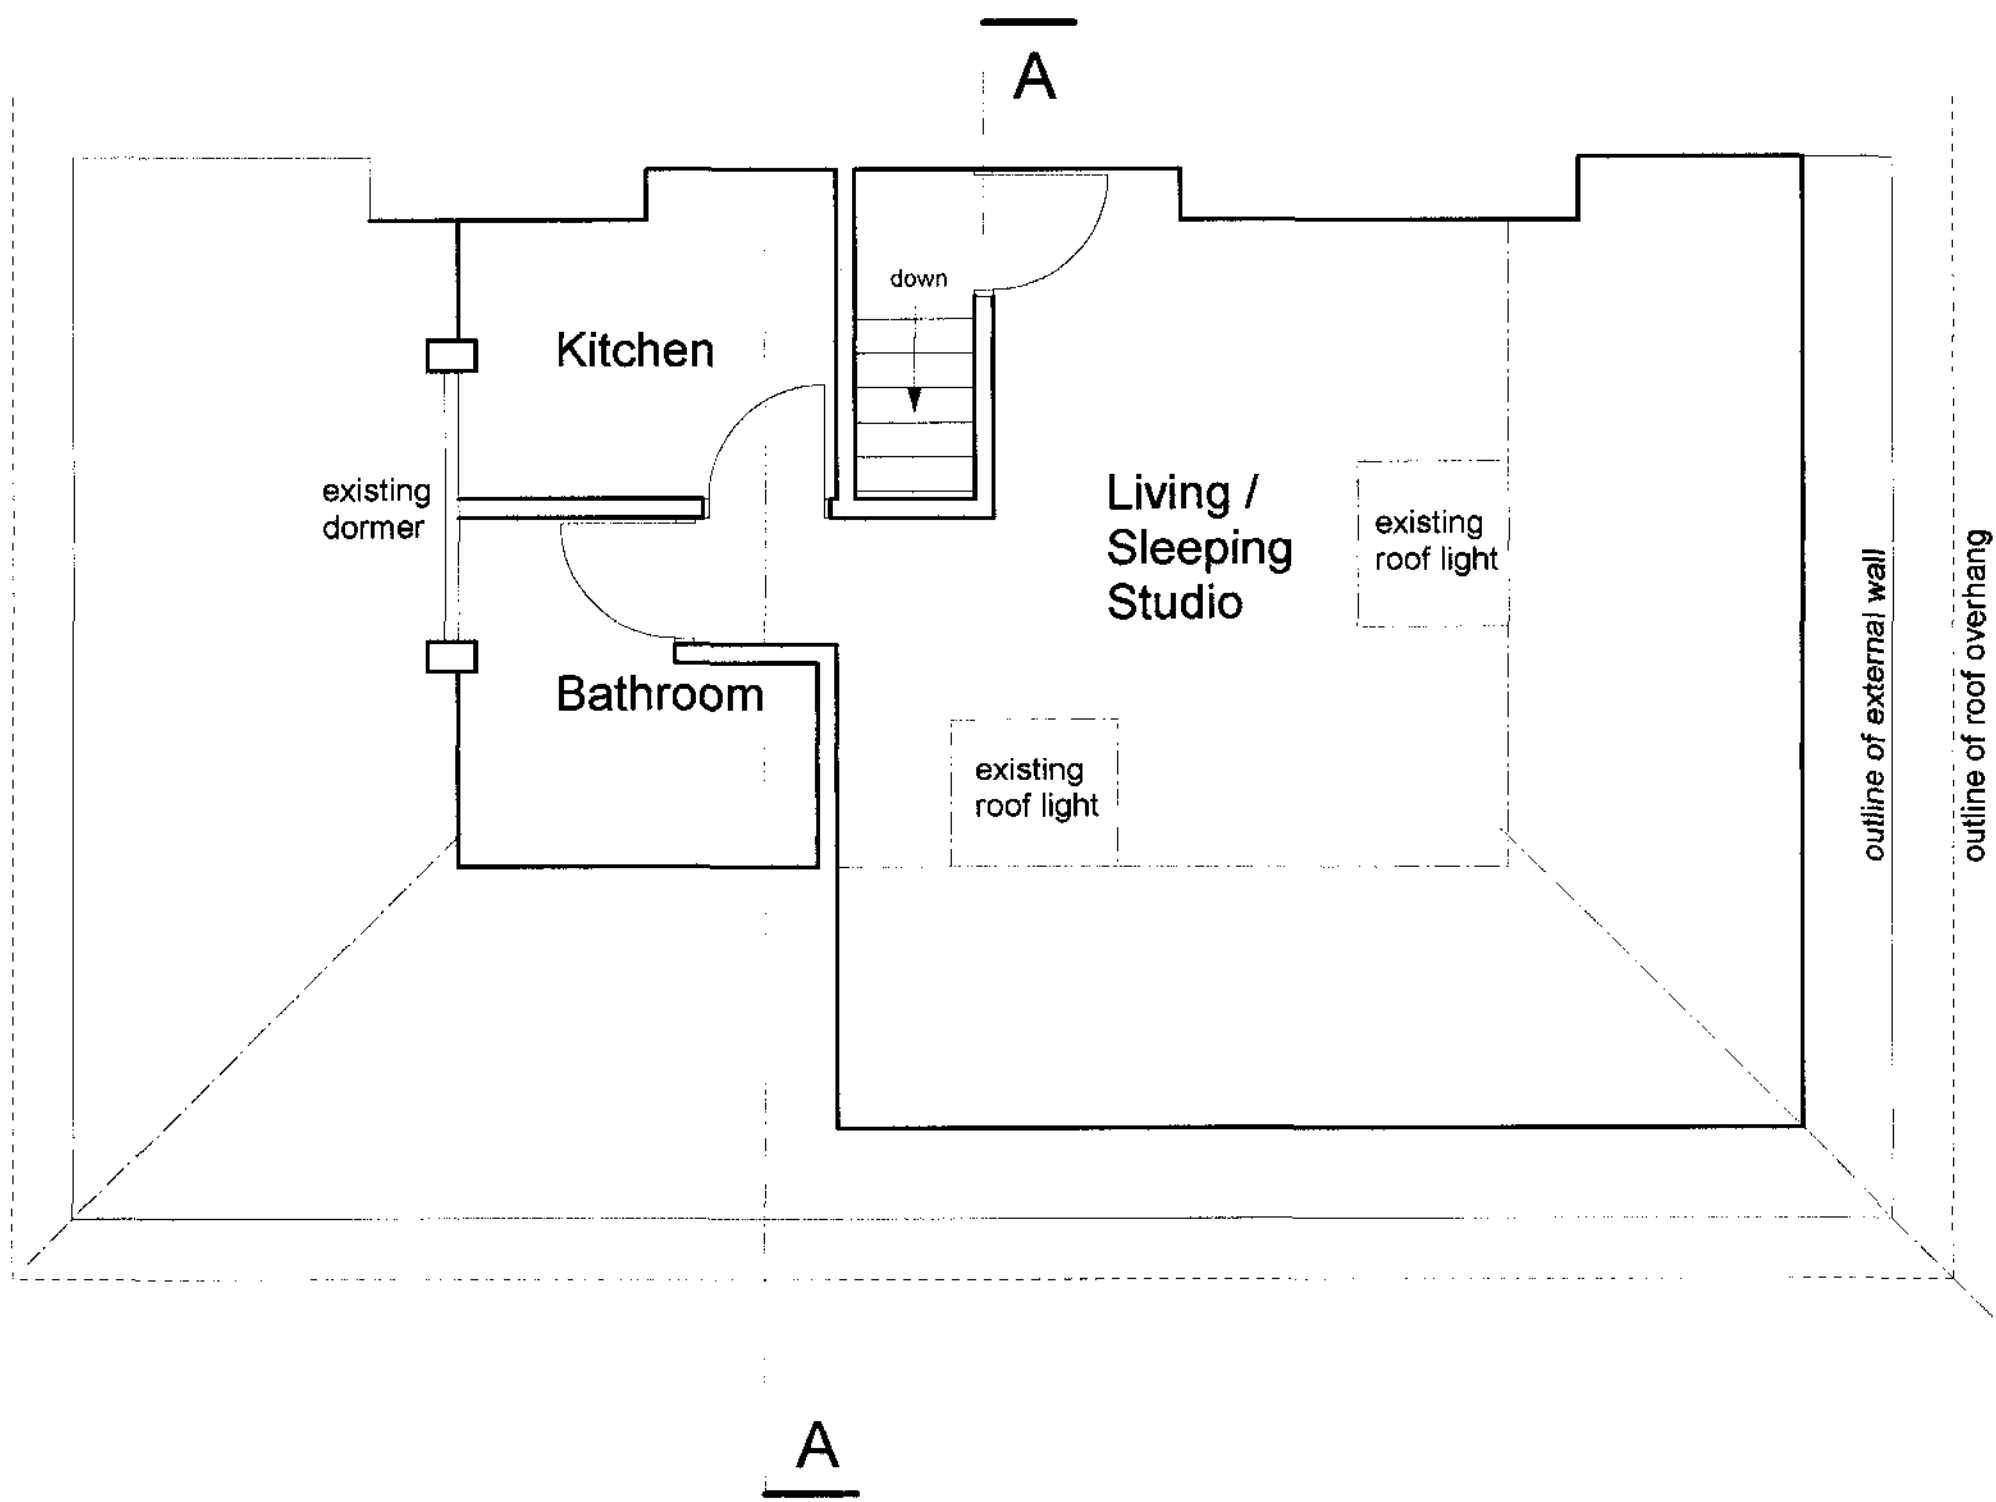 A
down
Kitchen
existing
dormer
Living /
Sleeping
Studio
existing
roof light
Bathroom
existing
roof light
outline of external wall
outline of roof overhang
A